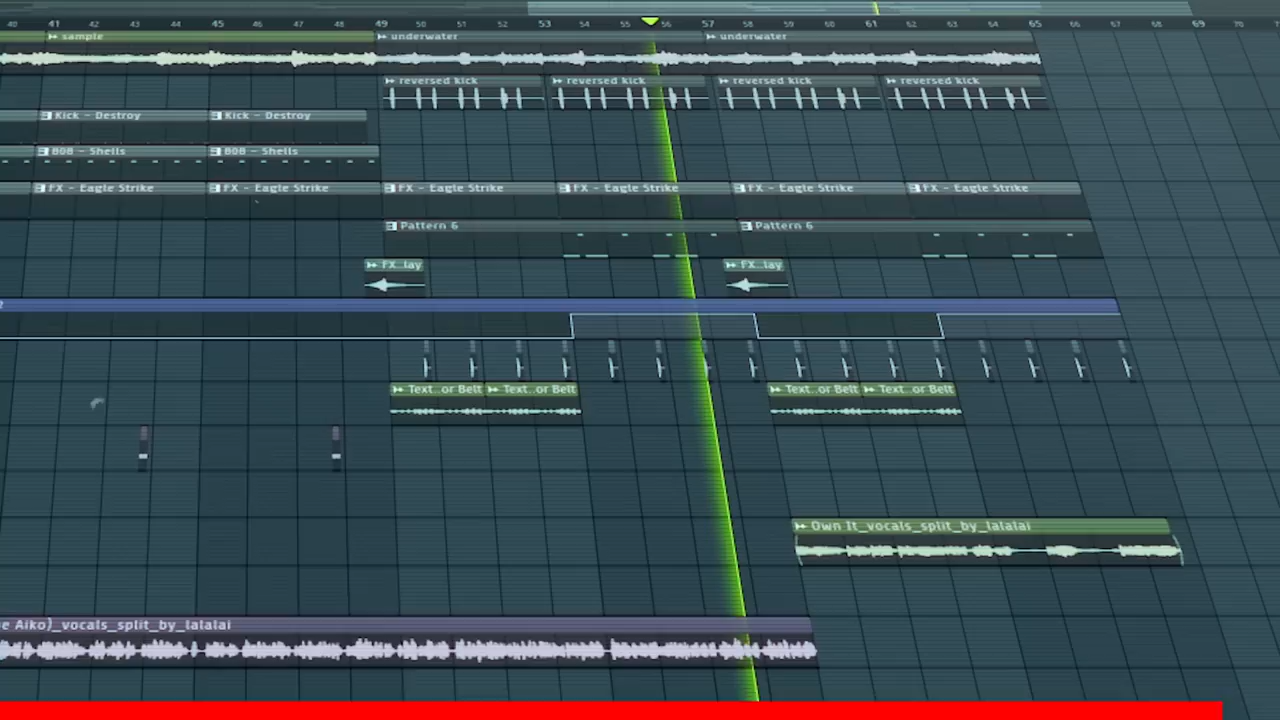 40 41 42 43 44 45 46 47 48 49 50 51 52 53 54 55 56 57 58 59 60 61 62 63 64 65 66 67 68 69 70
sample underwater underwater
reversed kick reversed kick reversed kick reversed kick
Kick - Destroy Kick - Destroy
808 - Shells 808 - Shells
FX - Eagle Strike FX - Eagle Strike FX - Eagle Strike FX - Eagle Strike FX - Eagle Strike FX - Eagle Strike
Pattern 6 Pattern 6
FX..lay FX..lay
Text..or Belt Text..or Belt Text..or Belt Text..or Belt
Own It_vocals_split_by_lalalai
e Aiko)_vocals_split_by_lalalai